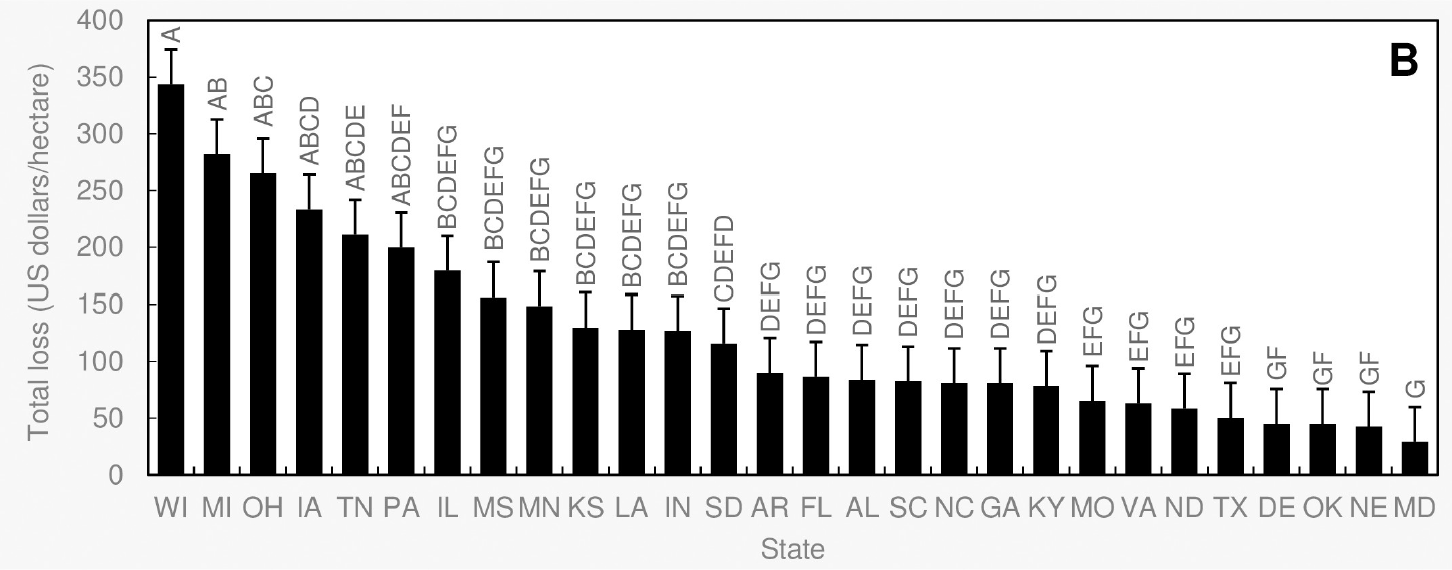 B
Total loss (US dollars/hectare)
400
350
300
250
200
150
100
50
0
A
AB
ABC
ABCD
ABCDE
ABCDEF
BCDEFG
BCDEFG
BCDEFG
BCDEFG
BCDEFG
BCDEFG
CDEFD
DEFG
DEFG
DEFG
DEFG
DEFG
DEFG
DEFG
EFG
EFG
EFG
EFG
GF
GF
GF
G
WI MI OH IA TN PA IL MS MN KS LA IN SD AR FL AL SC NC GA KY MO VA ND TX DE OK NE MD
State